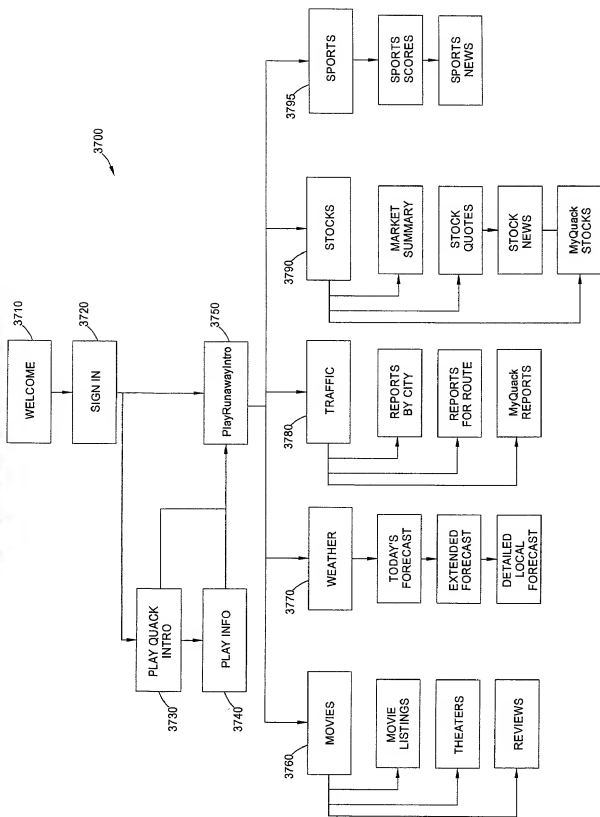 3700
3710
WELCOME
3720
SIGN IN
3730
PLAY QUACK
INTRO
3740
PLAY INFO
3750
PlayRunawayIntro
3760
MOVIES
MOVIE
LISTINGS
THEATERS
REVIEWS
3770
WEATHER
TODAY'S
FORECAST
EXTENDED
FORECAST
DETAILED
LOCAL
FORECAST
3780
TRAFFIC
REPORTS
BY CITY
REPORTS
FOR ROUTE
MyQuack
REPORTS
3790
STOCKS
MARKET
SUMMARY
STOCK
QUOTES
STOCK
NEWS
MyQuack
STOCKS
3795
SPORTS
SPORTS
SCORES
SPORTS
NEWS